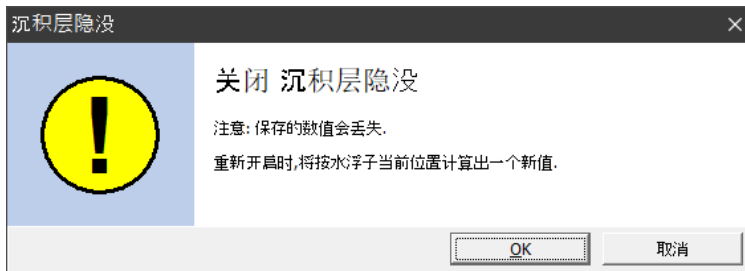 沉积层隐没
关闭 沉积层隐没
注意: 保存的数值会丢失.
重新开启时,将按水浮子当前位置计算出一个新值.
OK
取消